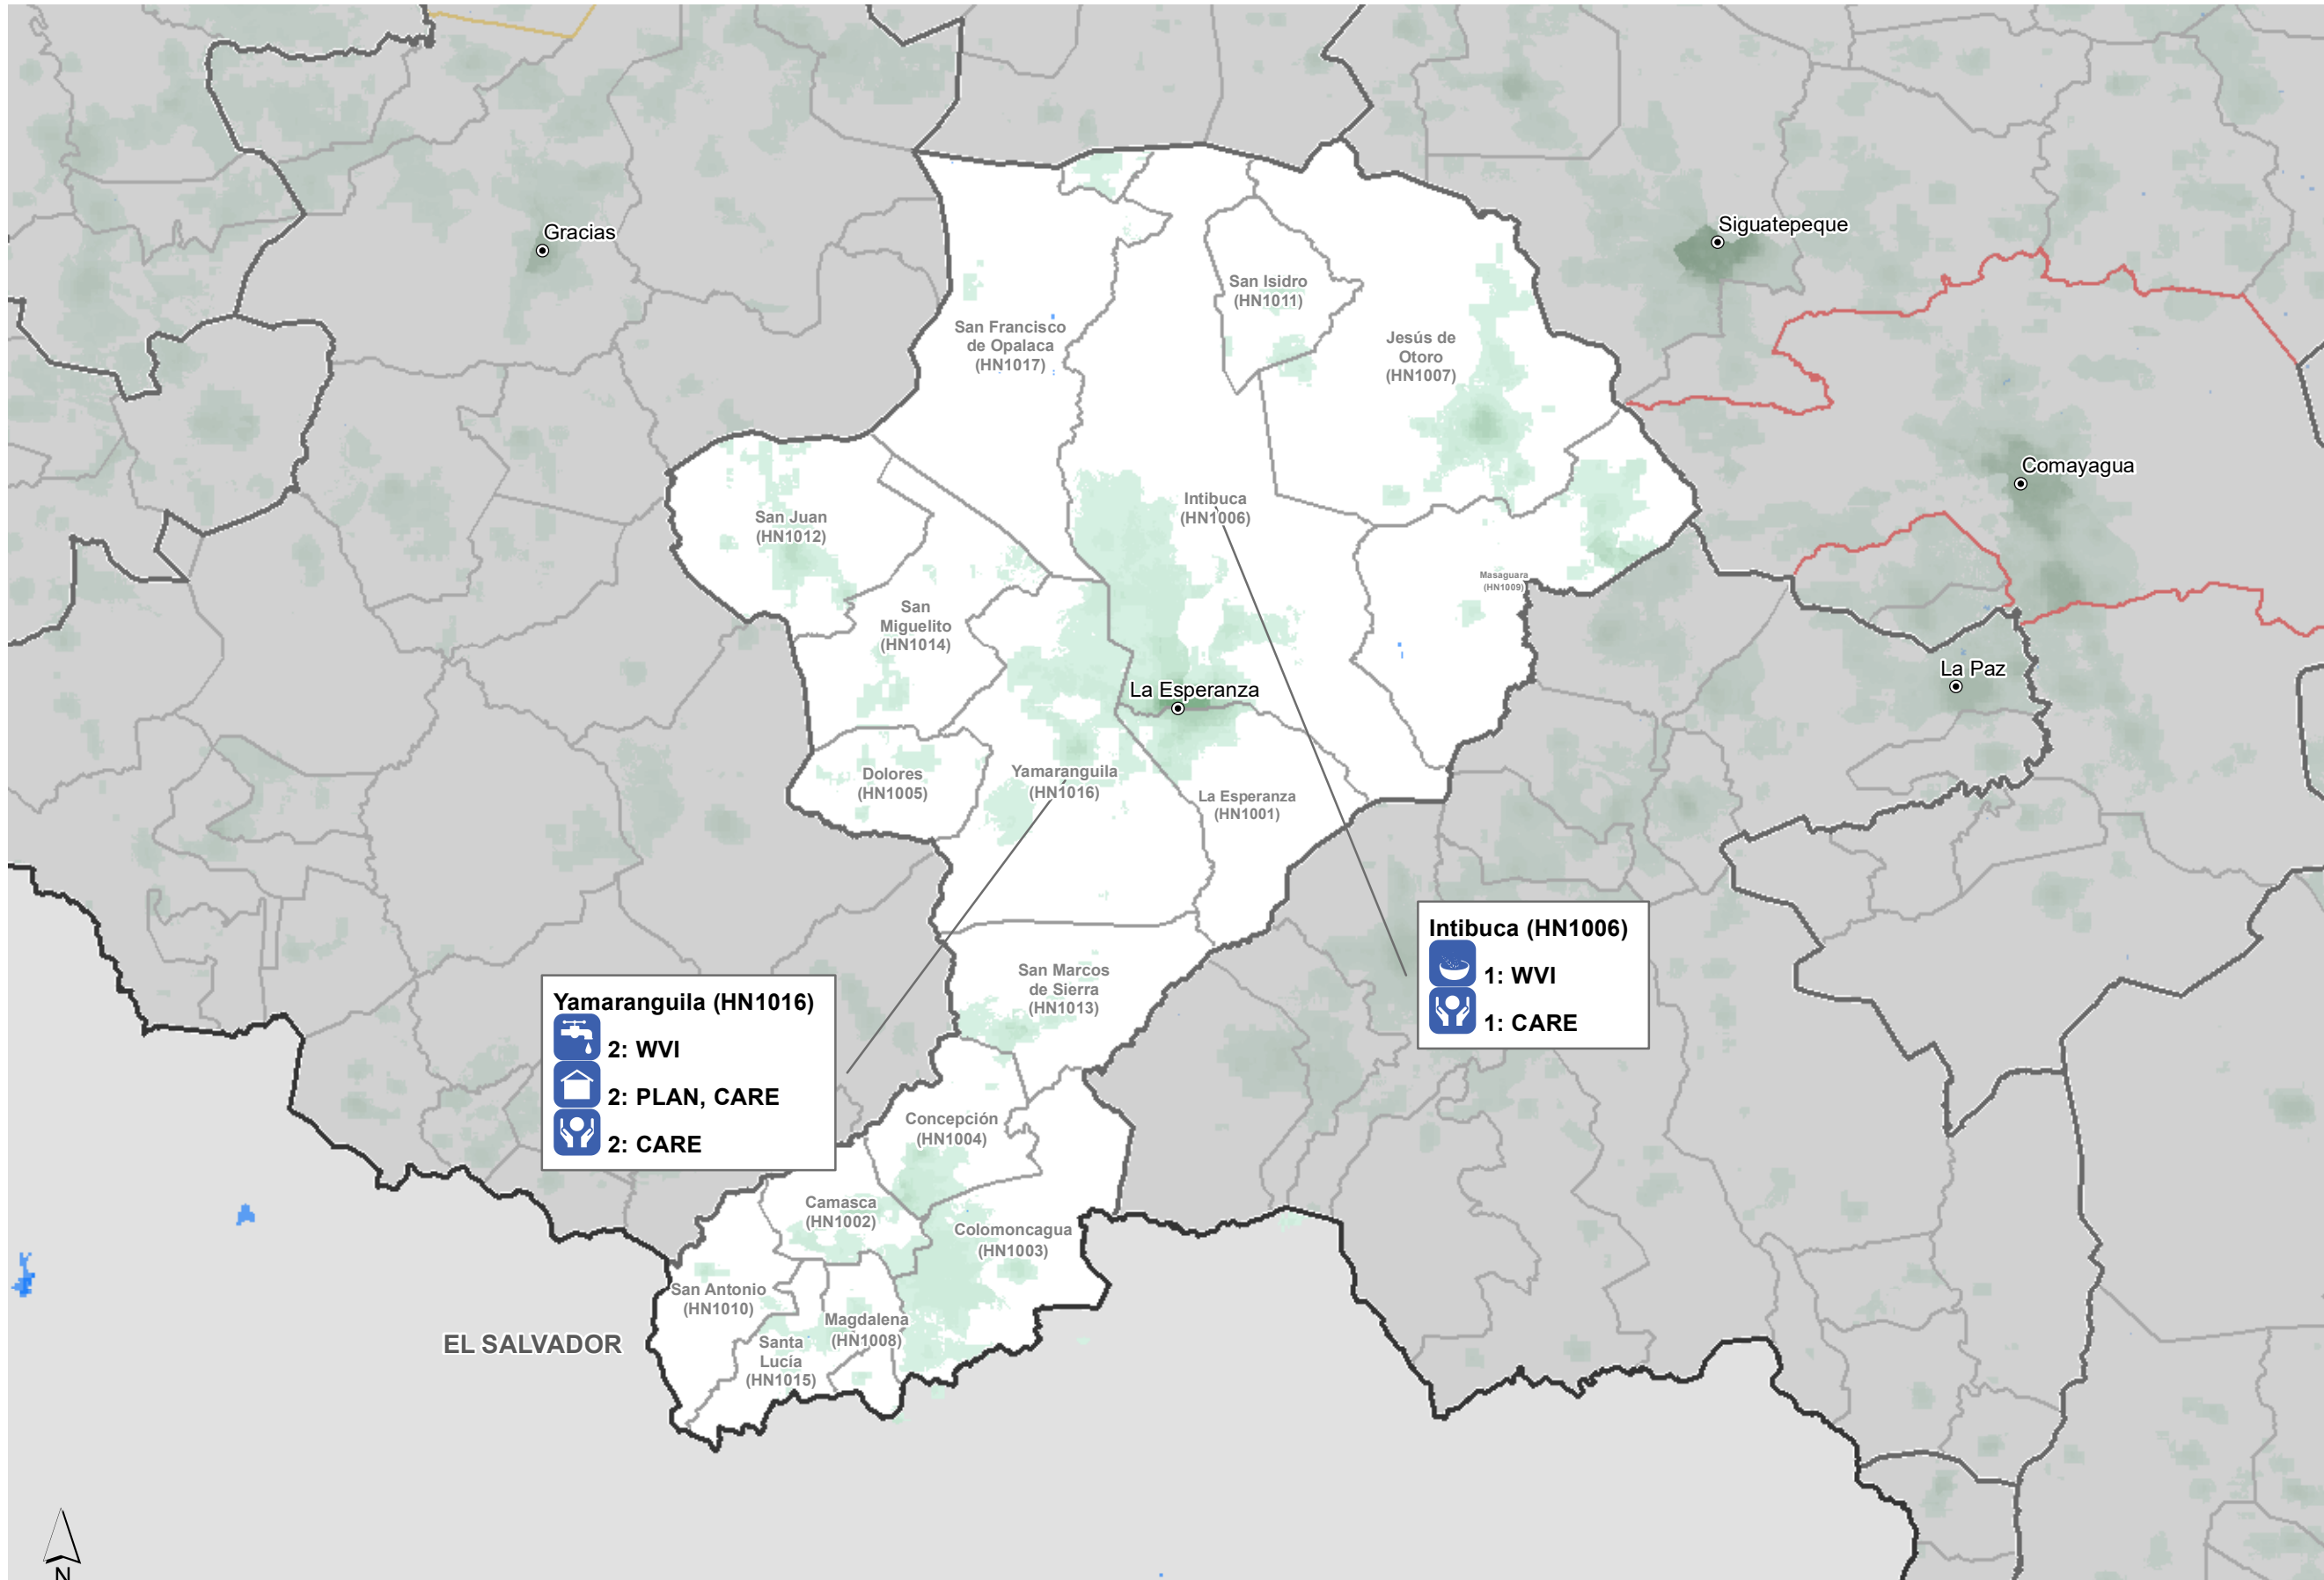 Gracias
Siguatepeque
San Isidro
(HN1011)
San Francisco
de Opalaca
(HN1017)
Jesús de
Otoro
(HN1007)
Comayagua
Intibuca
(HN1006)
San Juan
(HN1012)
Masaguara
(HN1009)
San
Miguelito
(HN1014)
La Esperanza
La Paz
Dolores
(HN1005)
Yamaranguila
(HN1016)
La Esperanza
(HN1001)
Intibuca (HN1006)
1: WVI
1: CARE
San Marcos
de Sierra
(HN1013)
Yamaranguila (HN1016)
2: WVI
2: PLAN, CARE
2: CARE
Concepción
(HN1004)
Camasca
(HN1002)
Colomoncagua
(HN1003)
San Antonio
(HN1010)
Magdalena
(HN1008)
EL SALVADOR
Santa
Lucía
(HN1015)
N